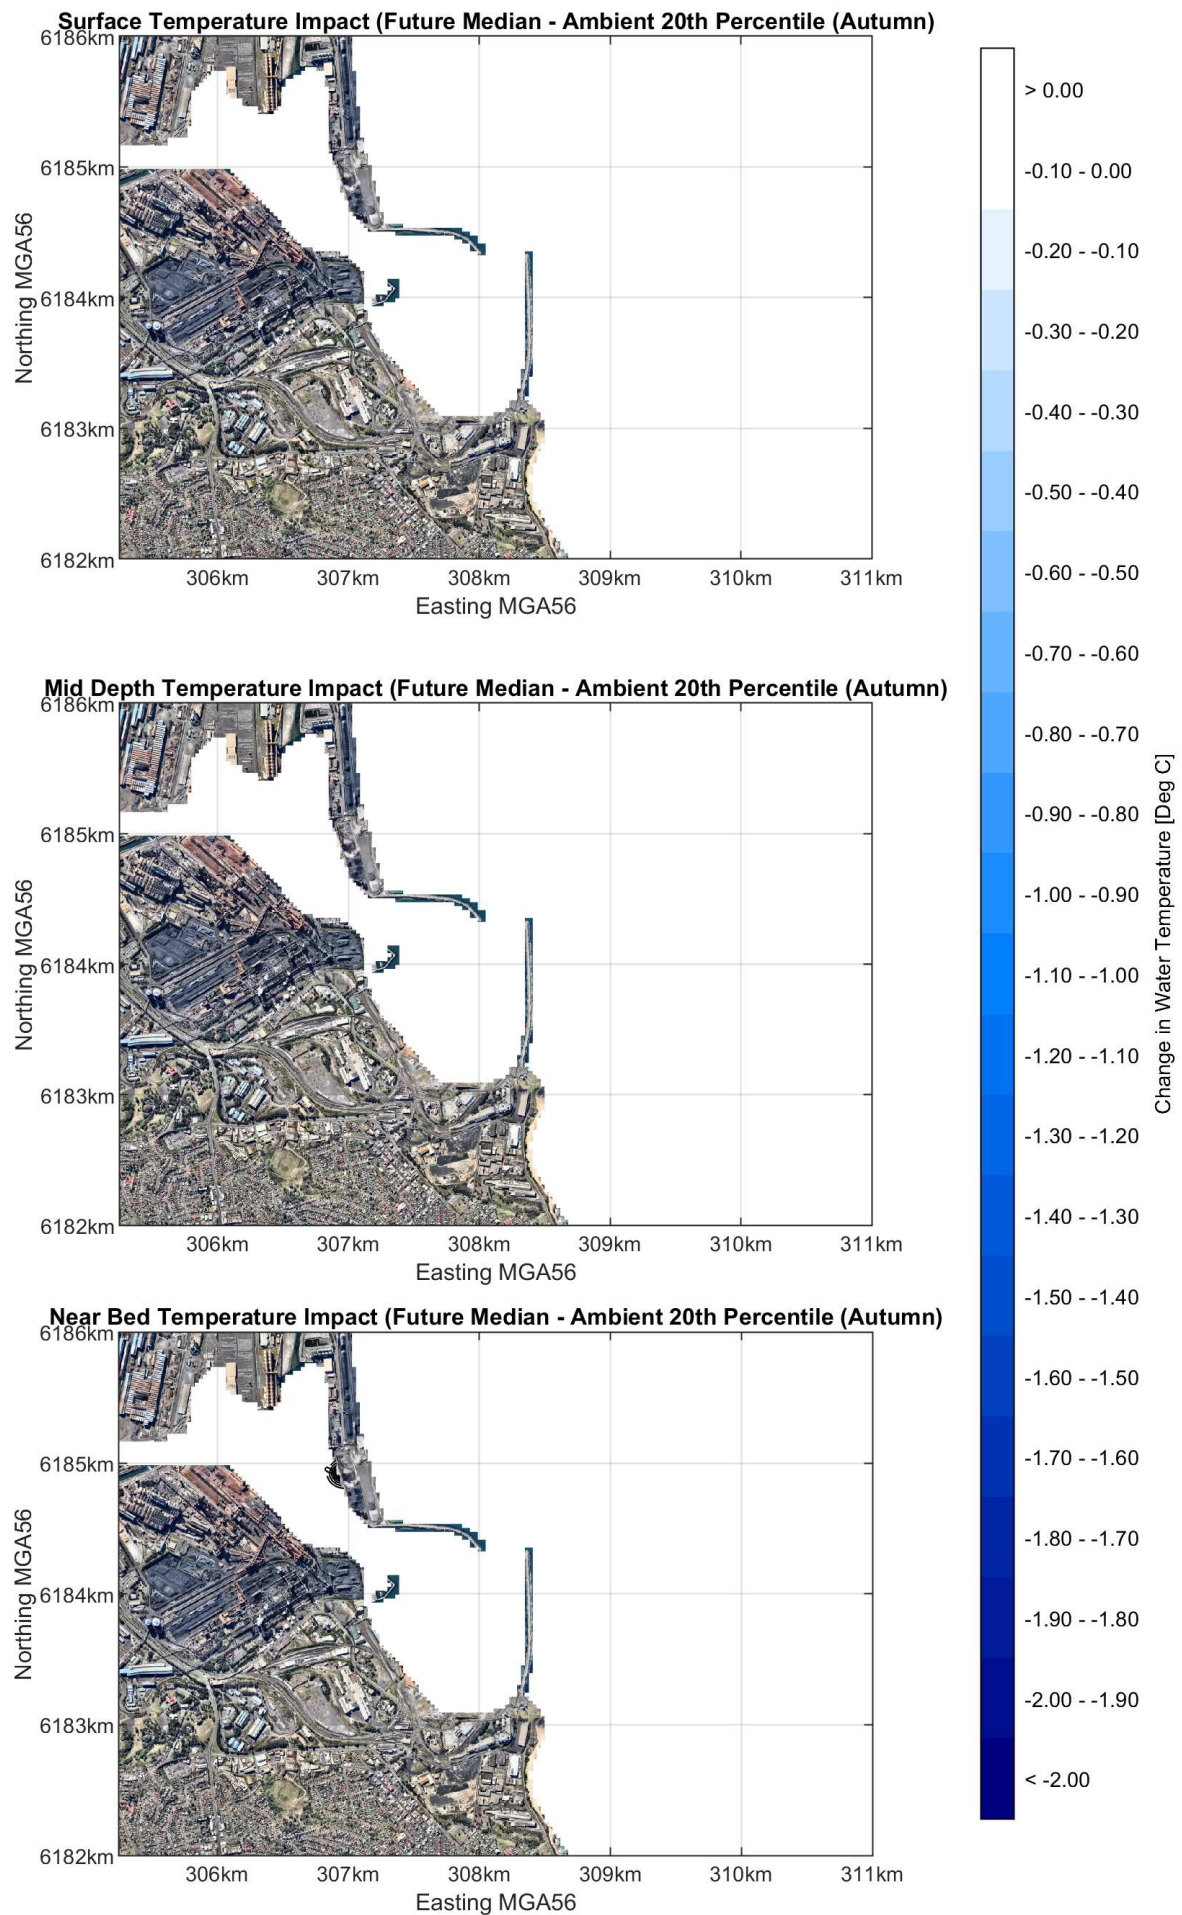 Surface Temperature Impact (Future Median - Ambient 20th Percentile (Autumn)
6186km
6185km
6184km
6183km
6182km
Northing MGA56
306km 307km 308km 309km 310km 311km
Easting MGA56
Mid Depth Temperature Impact (Future Median - Ambient 20th Percentile (Autumn)
6186km
6185km
6184km
6183km
6182km
Northing MGA56
306km 307km 308km 309km 310km 311km
Easting MGA56
Near Bed Temperature Impact (Future Median - Ambient 20th Percentile (Autumn)
6186km
6185km
6184km
6183km
6182km
Northing MGA56
306km 307km 308km 309km 310km 311km
Easting MGA56
> 0.00
-0.10 - 0.00
-0.20 - -0.10
-0.30 - -0.20
-0.40 - -0.30
-0.50 - -0.40
-0.60 - -0.50
-0.70 - -0.60
-0.80 - -0.70
-0.90 - -0.80
-1.00 - -0.90
-1.10 - -1.00
-1.20 - -1.10
-1.30 - -1.20
-1.40 - -1.30
-1.50 - -1.40
-1.60 - -1.50
-1.70 - -1.60
-1.80 - -1.70
-1.90 - -1.80
-2.00 - -1.90
< -2.00
Change in Water Temperature [Deg C]